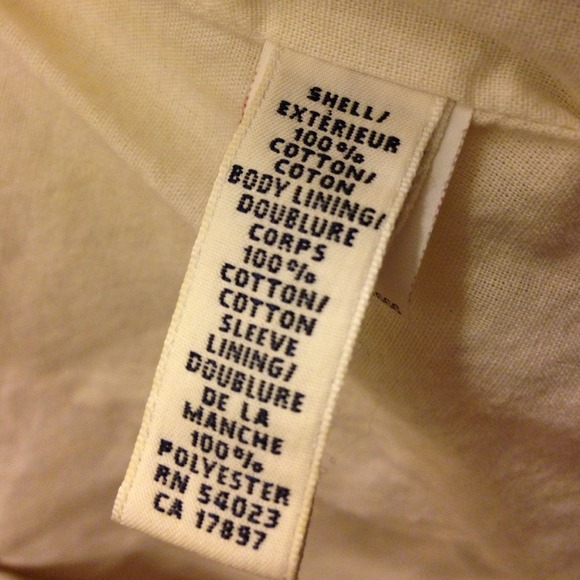 SHELL/
EXTÉRIEUR
100%
COTTON/
COTON
BODY LINING/
DOUBLURE
CORPS
100%
COTTON/
COTTON
SLEEVE
LINING/
DOUBLURE
DE LA
MANCHE
100%
POLYESTER
RN 54023
CA 17897